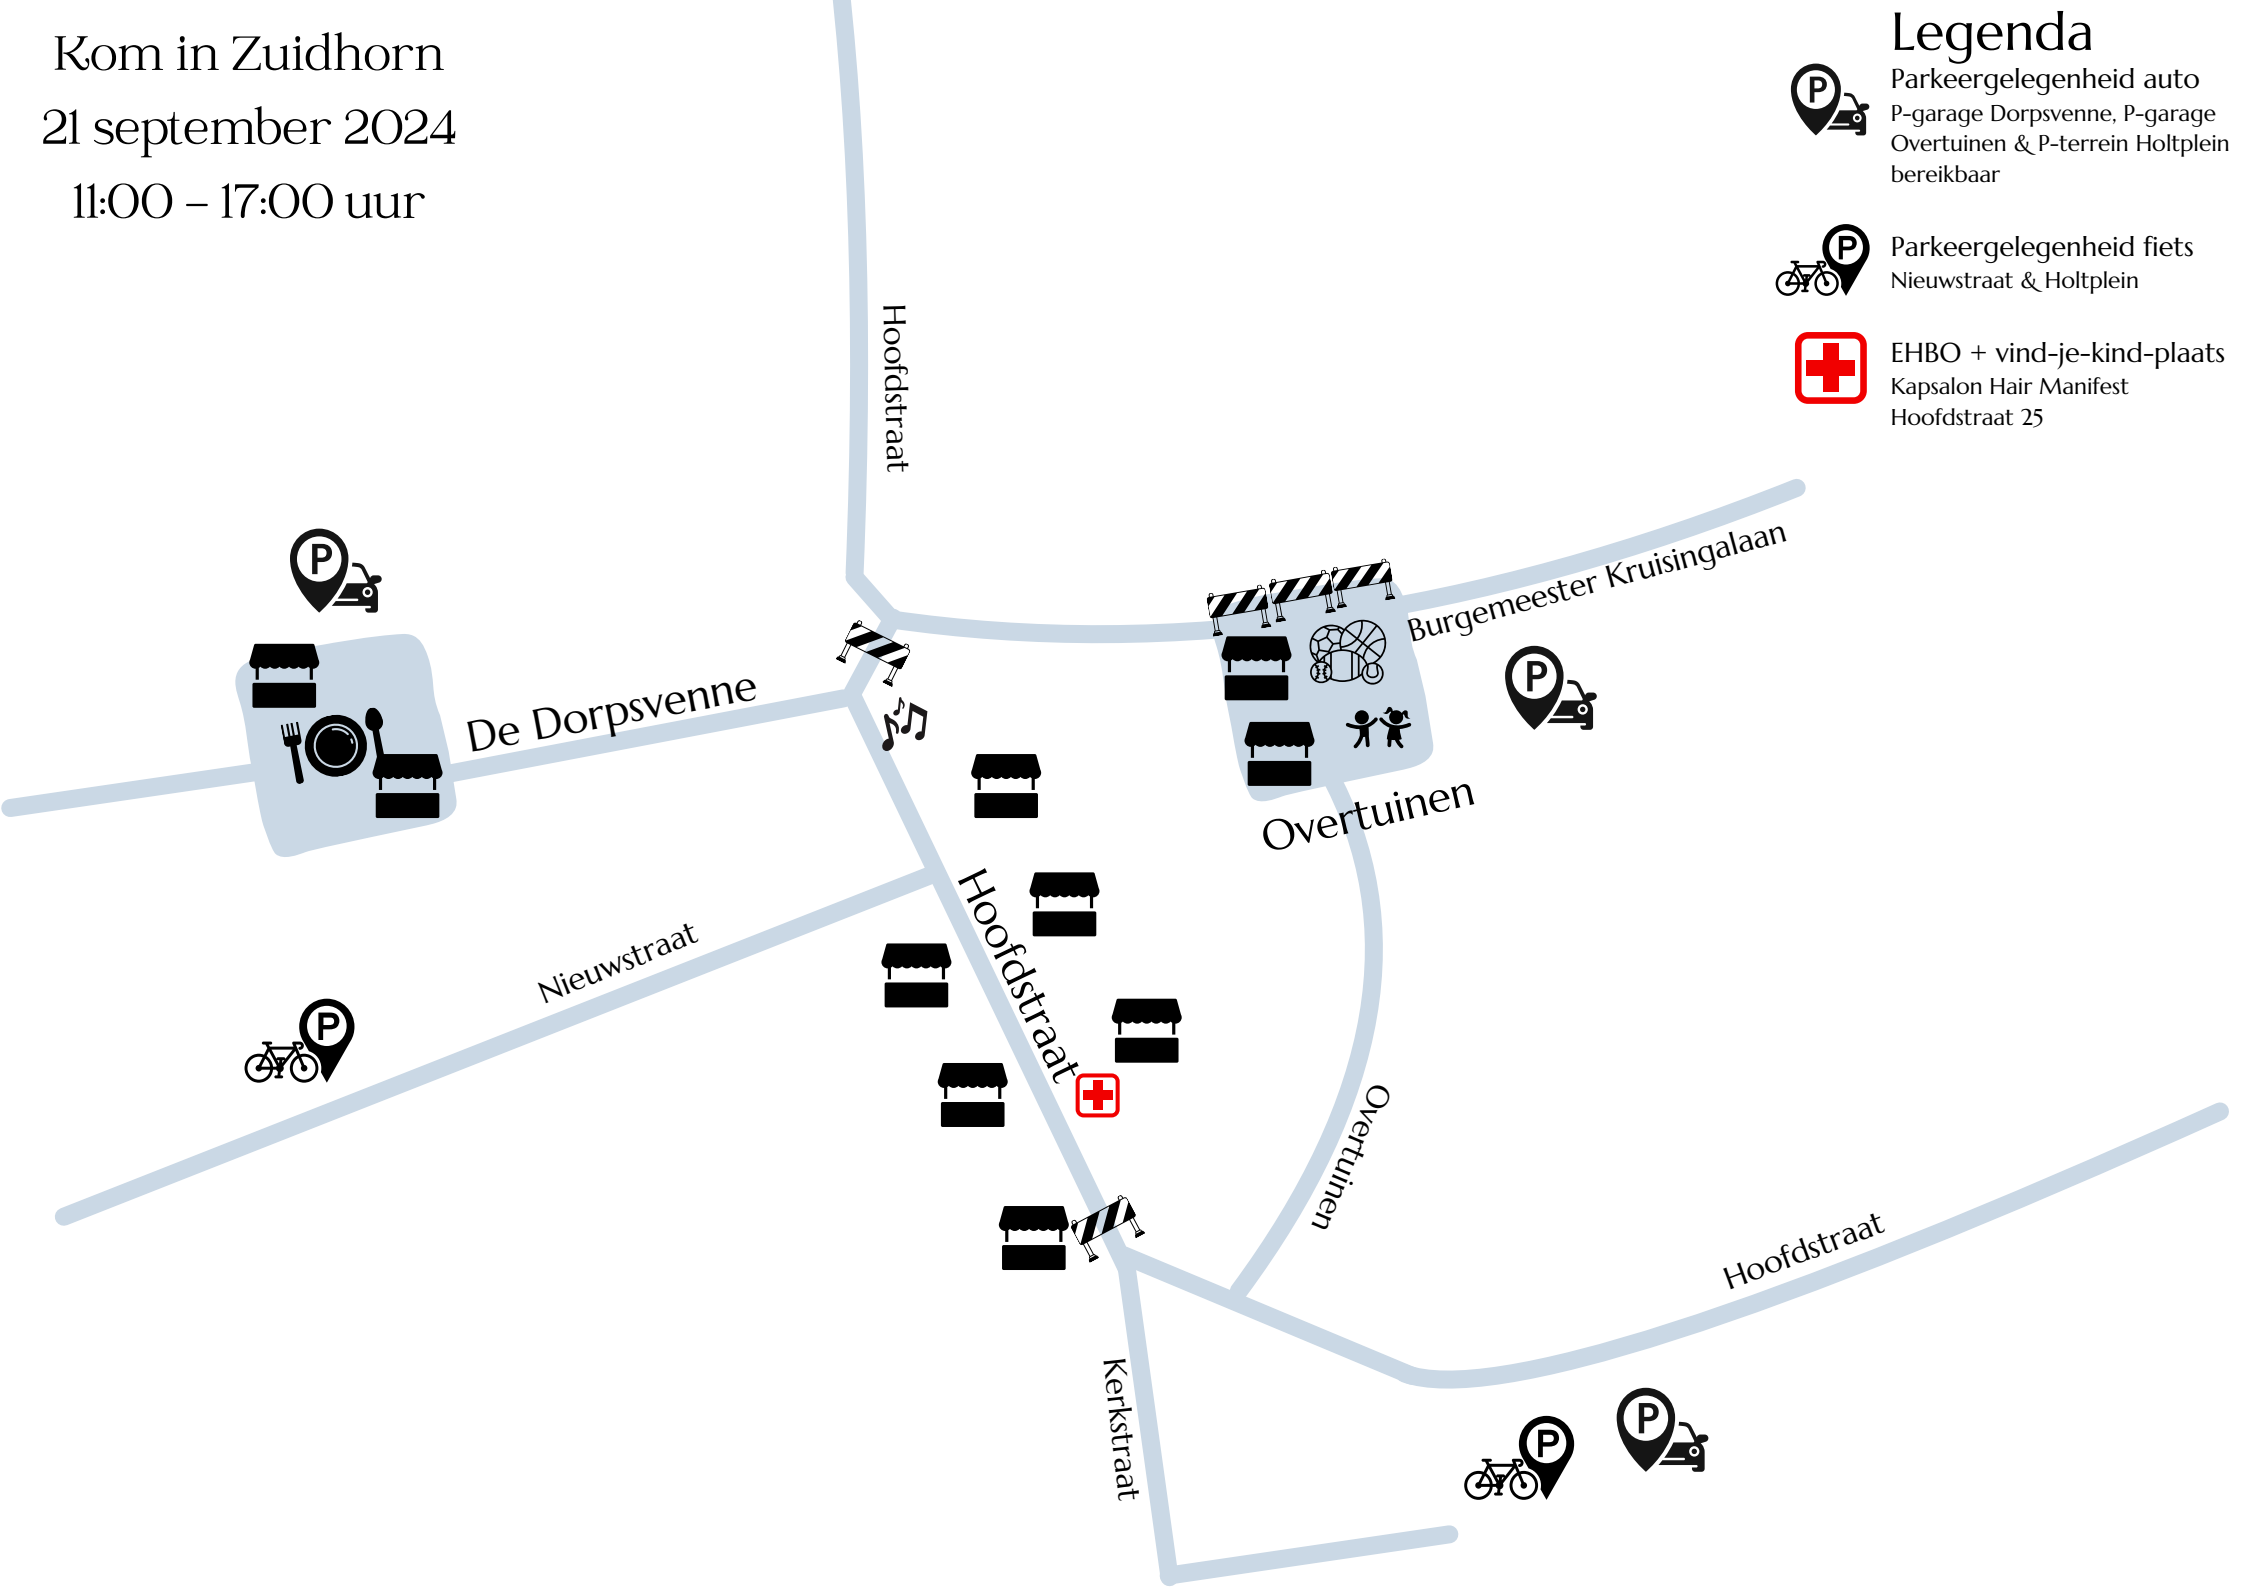 Kom in Zuidhorn
21 september 2024
11:00 – 17:00 uur
Legenda
P
Parkeergelegenheid auto
P-garage Dorpsvenne, P-garage
Overtuinen & P-terrein Holtplein
bereikbaar
P
Parkeergelegenheid fiets
Nieuwstraat & Holtplein
EHBO + vind-je-kind-plaats
Kapsalon Hair Manifest
Hoofdstraat 25
Hoofdstraat
Burgemeester Kruisingalaan
P
P
De Dorpsvenne
Overtuinen
Hoofdstraat
Nieuwstraat
P
Overtuinen
Hoofdstraat
Kerkstraat
P
P